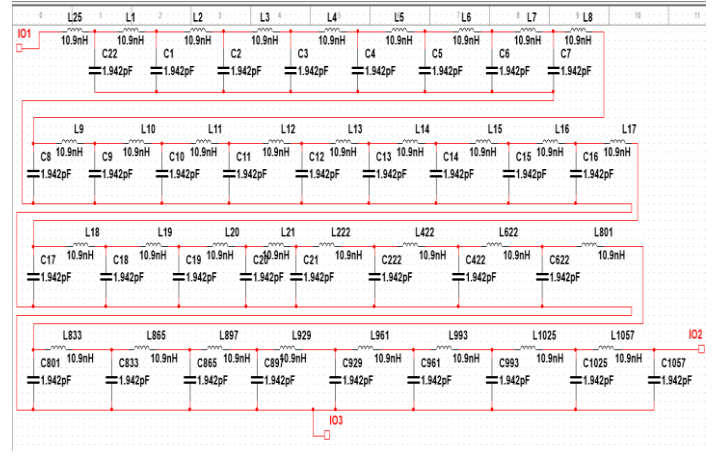 0 1 2 3 4 5 6 7 8 9 10 11
L25 L1 L2 L3 L4 L5 L6 L7 L8
IO1
10.9nH 10.9nH 10.9nH 10.9nH 10.9nH 10.9nH 10.9nH 10.9nH 10.9nH
C22 C1 C2 C3 C4 C5 C6 C7
1.942pF 1.942pF 1.942pF 1.942pF 1.942pF 1.942pF 1.942pF 1.942pF
L9 L10 L11 L12 L13 L14 L15 L16 L17
10.9nH 10.9nH 10.9nH 10.9nH 10.9nH 10.9nH 10.9nH 10.9nH 10.9nH
C8 C9 C10 C11 C12 C13 C14 C15 C16
1.942pF 1.942pF 1.942pF 1.942pF 1.942pF 1.942pF 1.942pF 1.942pF 1.942pF
L18 L19 L20 L21 L222 L422 L622 L801
10.9nH 10.9nH 10.9nH 10.9nH 10.9nH 10.9nH 10.9nH 10.9nH
C17 C18 C19 C20 C21 C222 C422 C622
1.942pF 1.942pF 1.942pF 1.942pF 1.942pF 1.942pF 1.942pF 1.942pF
L833 L865 L897 L929 L961 L993 L1025 L1057 IO2
10.9nH 10.9nH 10.9nH 10.9nH 10.9nH 10.9nH 10.9nH 10.9nH
C801 C833 C865 C897 C929 C961 C993 C1025 C1057
1.942pF 1.942pF 1.942pF 1.942pF 1.942pF 1.942pF 1.942pF 1.942pF 1.942pF
IO3